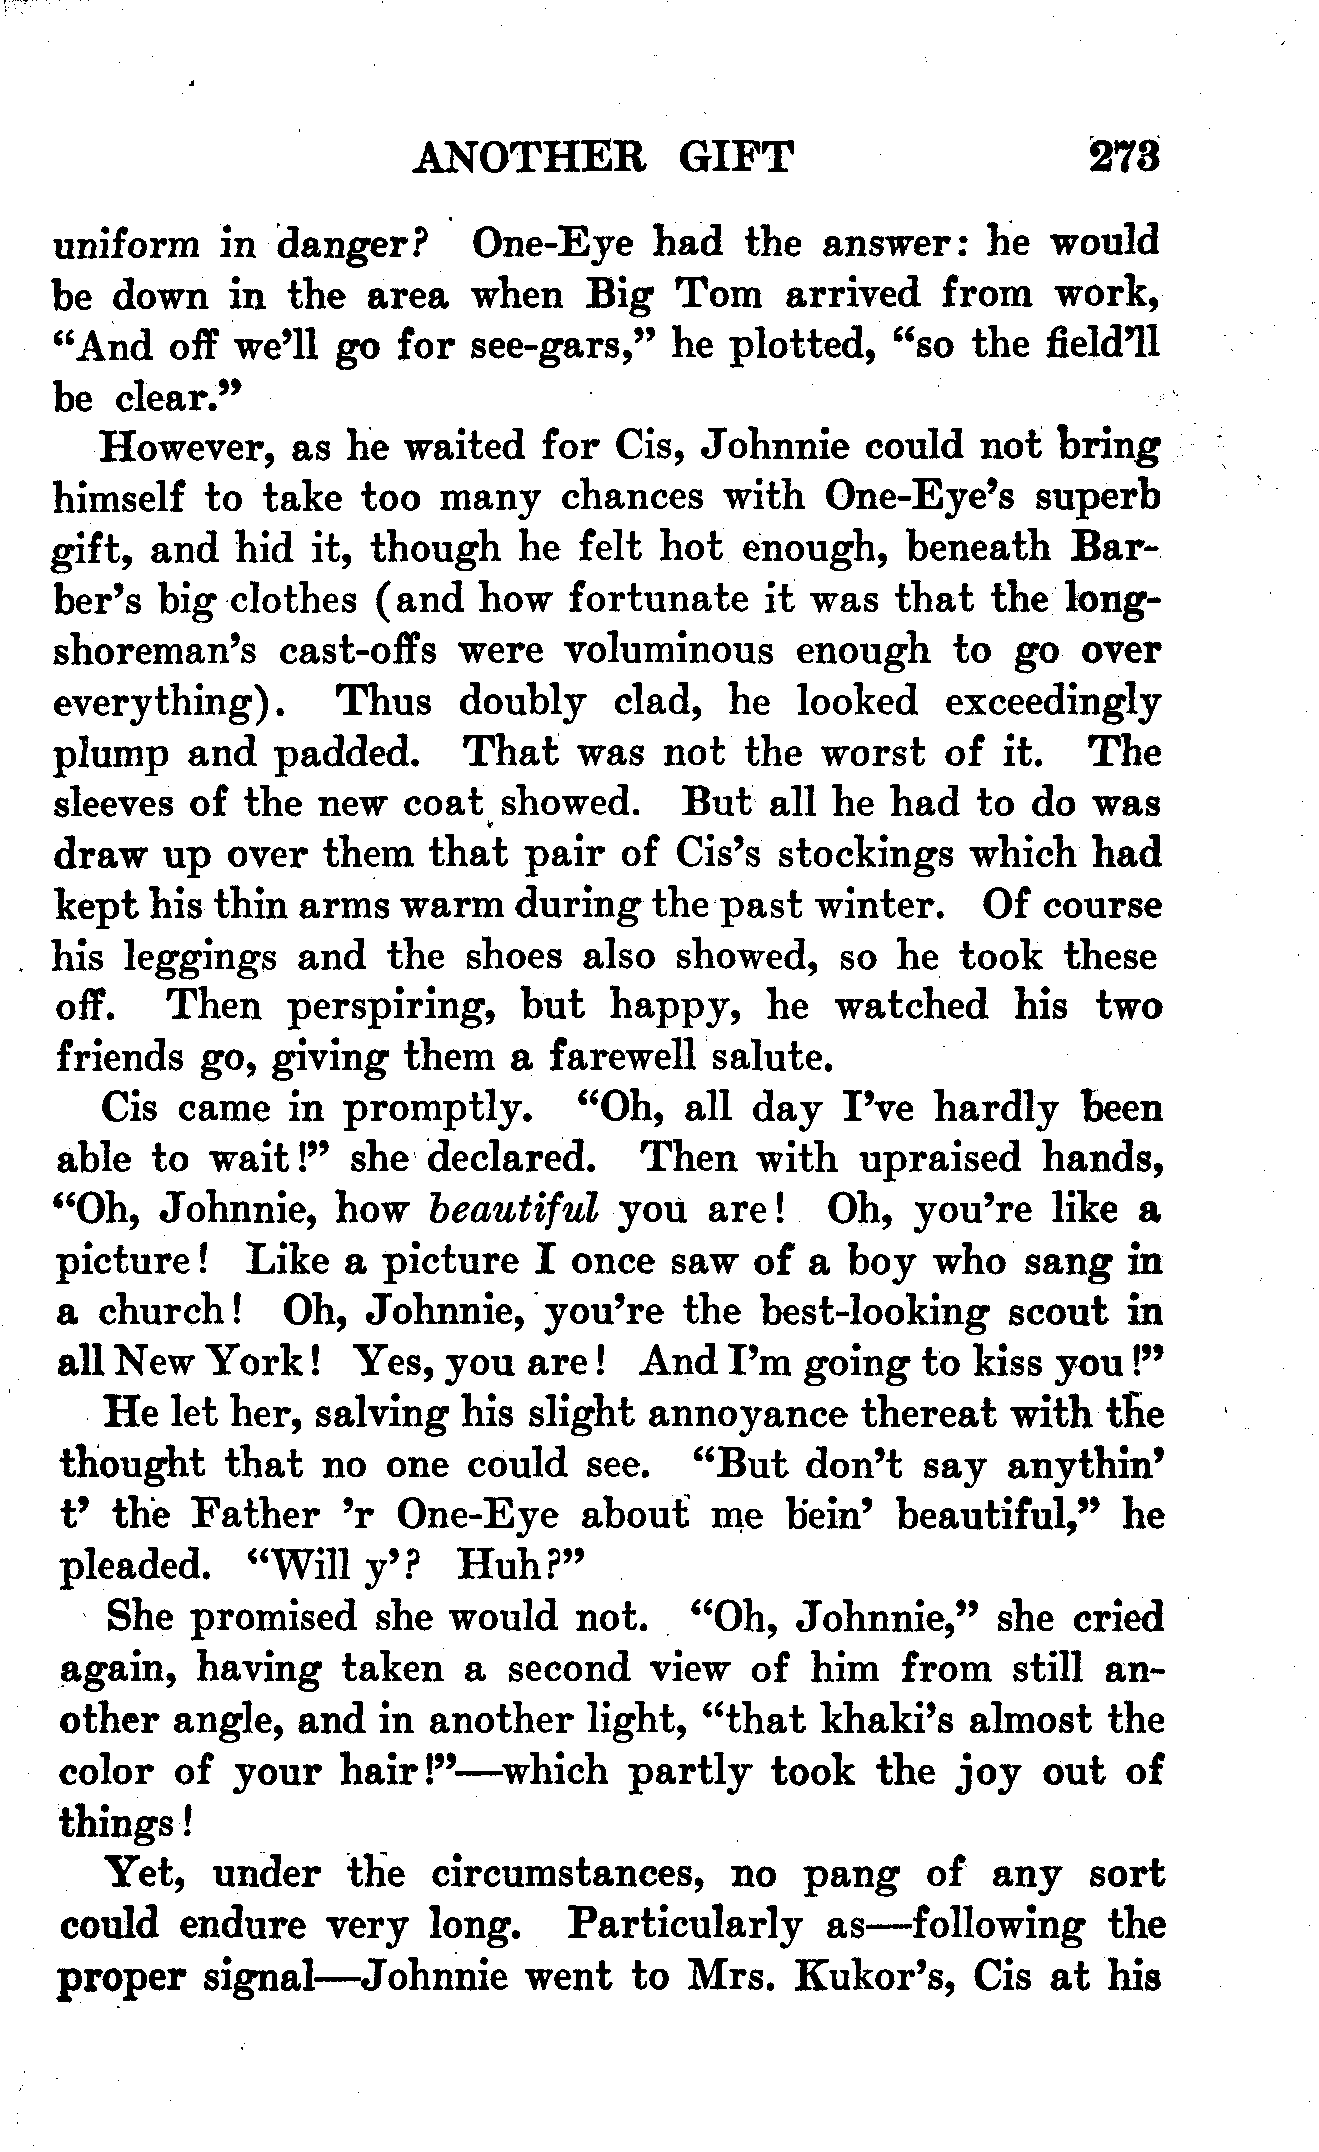 ANOTHER GIFT 273
uniform in danger? One-Eye had the answer: he would
be down in the area when Big Tom arrived from work,
“And off we’ll go for see-gars,” he plotted, “so the field’ll
be clear.”
However, as he waited for Cis, Johnnie could not bring
himself to take too many chances with One-Eye’s superb
gift, and hid it, though he felt hot enough, beneath Bar-
ber’s big clothes (and how fortunate it was that the long-
shoreman’s cast-offs were voluminous enough to go over
everything). Thus doubly clad, he looked exceedingly
plump and padded. That was not the worst of it. The
sleeves of the new coat showed. But all he had to do was
draw up over them that pair of Cis’s stockings which had
kept his thin arms warm during the past winter. Of course
his leggings and the shoes also showed, so he took these
off. Then perspiring, but happy, he watched his two
friends go, giving them a farewell salute.
Cis came in promptly. “Oh, all day I’ve hardly been
able to wait!” she declared. Then with upraised hands,
“Oh, Johnnie, how beautiful you are! Oh, you’re like a
picture! Like a picture I once saw of a boy who sang in
a church! Oh, Johnnie, you’re the best-looking scout in
all New York! Yes, you are! And I’m going to kiss you!”
He let her, salving his slight annoyance thereat with the
thought that no one could see. “But don’t say anythin’
t’ the Father ’r One-Eye about me bein’ beautiful,” he
pleaded. “Will y’? Huh?”
She promised she would not. “Oh, Johnnie,” she cried
again, having taken a second view of him from still an-
other angle, and in another light, “that khaki’s almost the
color of your hair!”—which partly took the joy out of
things!
Yet, under the circumstances, no pang of any sort
could endure very long. Particularly as—following the
proper signal—Johnnie went to Mrs. Kukor’s, Cis at his